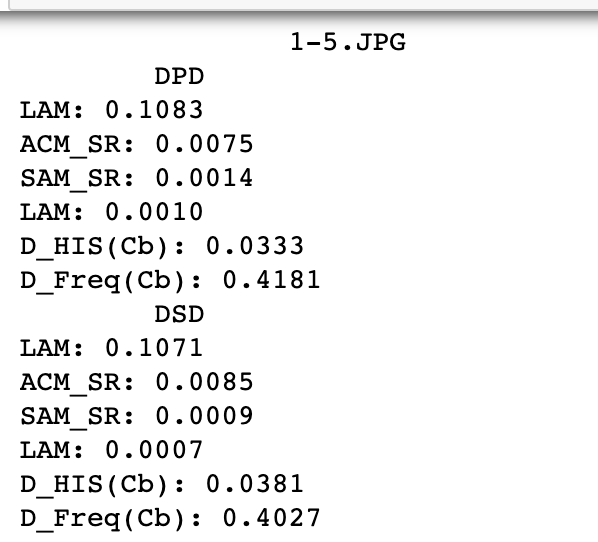 1-5.JPG
DPD
LAM: 0.1083
ACM_SR: 0.0075
SAM_SR: 0.0014
LAM: 0.0010
D_HIS(Cb): 0.0333
D_Freq(Cb): 0.4181
DSD
LAM: 0.1071
ACM_SR: 0.0085
SAM_SR: 0.0009
LAM: 0.0007
D_HIS(Cb): 0.0381
D_Freq(Cb): 0.4027